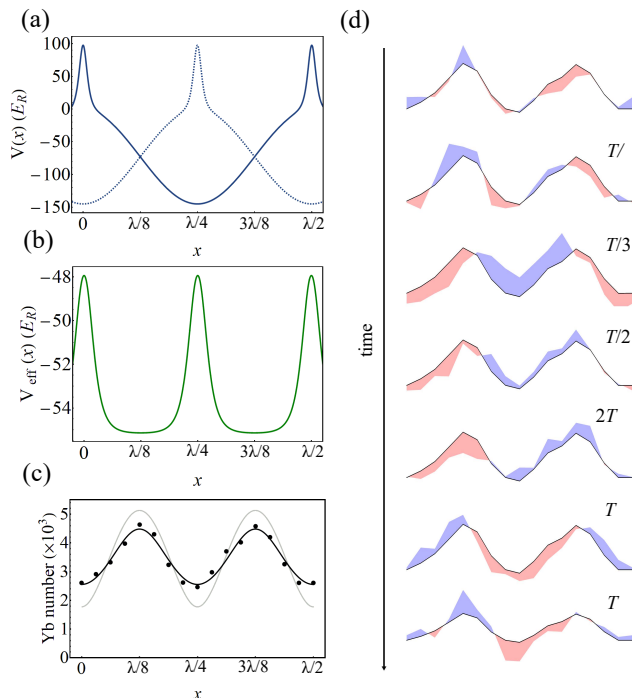 (a)
V(x) (E_R)
100
50
0
−50
−100
−150
0
λ/8
λ/4
3λ/8
λ/2
x
(b)
V_eff (x) (E_R)
−48
−50
−52
−54
0
λ/8
λ/4
3λ/8
λ/2
x
(c)
Yb number (×10³)
5
4
3
2
1
0
0
λ/8
λ/4
3λ/8
λ/2
x
(d)
time
T/
T/3
T/2
2T
T
T